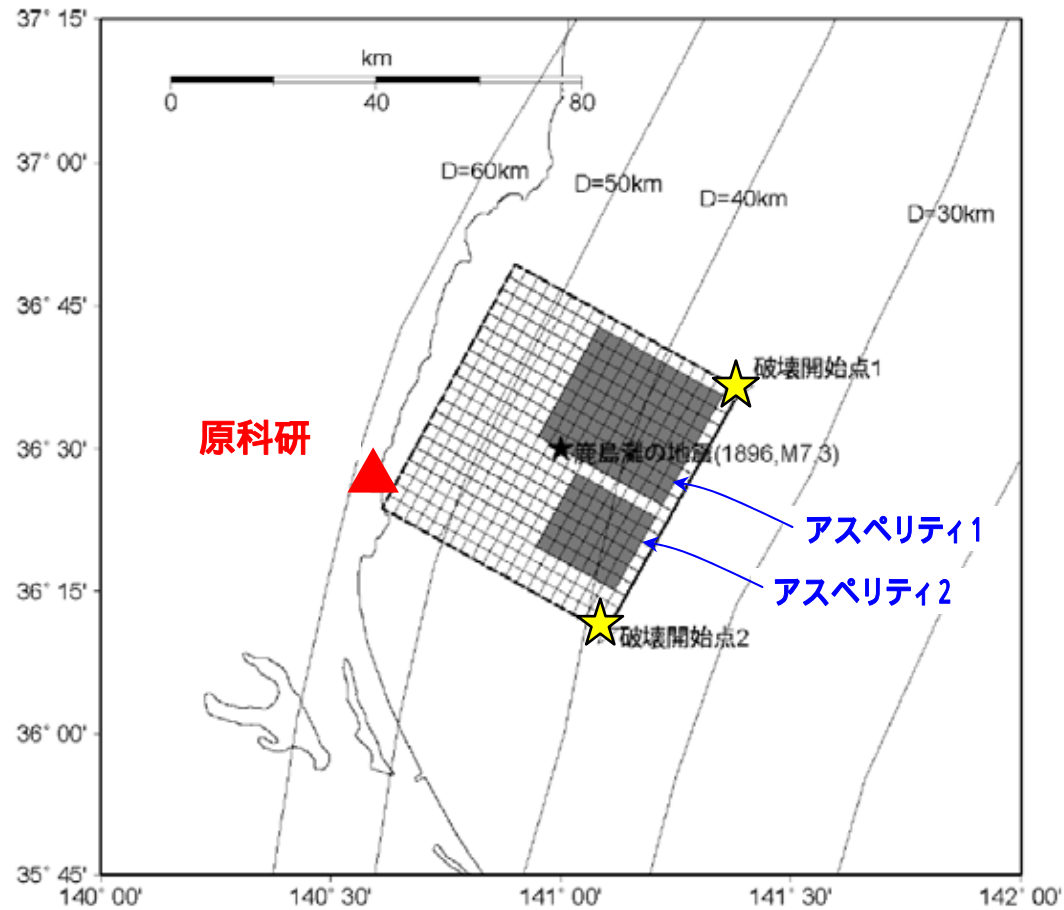 37° 15'
km
0
40
80
37° 00'
D=60km
D=50km
D=40km
D=30km
36° 45'
破壊開始点1
原科研
36° 30'
鹿島灘の地震(1896,M7.3)
アスペリティ1
36° 15'
アスペリティ2
破壊開始点2
36° 00'
35° 45'
140° 00'
140° 30'
141° 00'
141° 30'
142° 00'